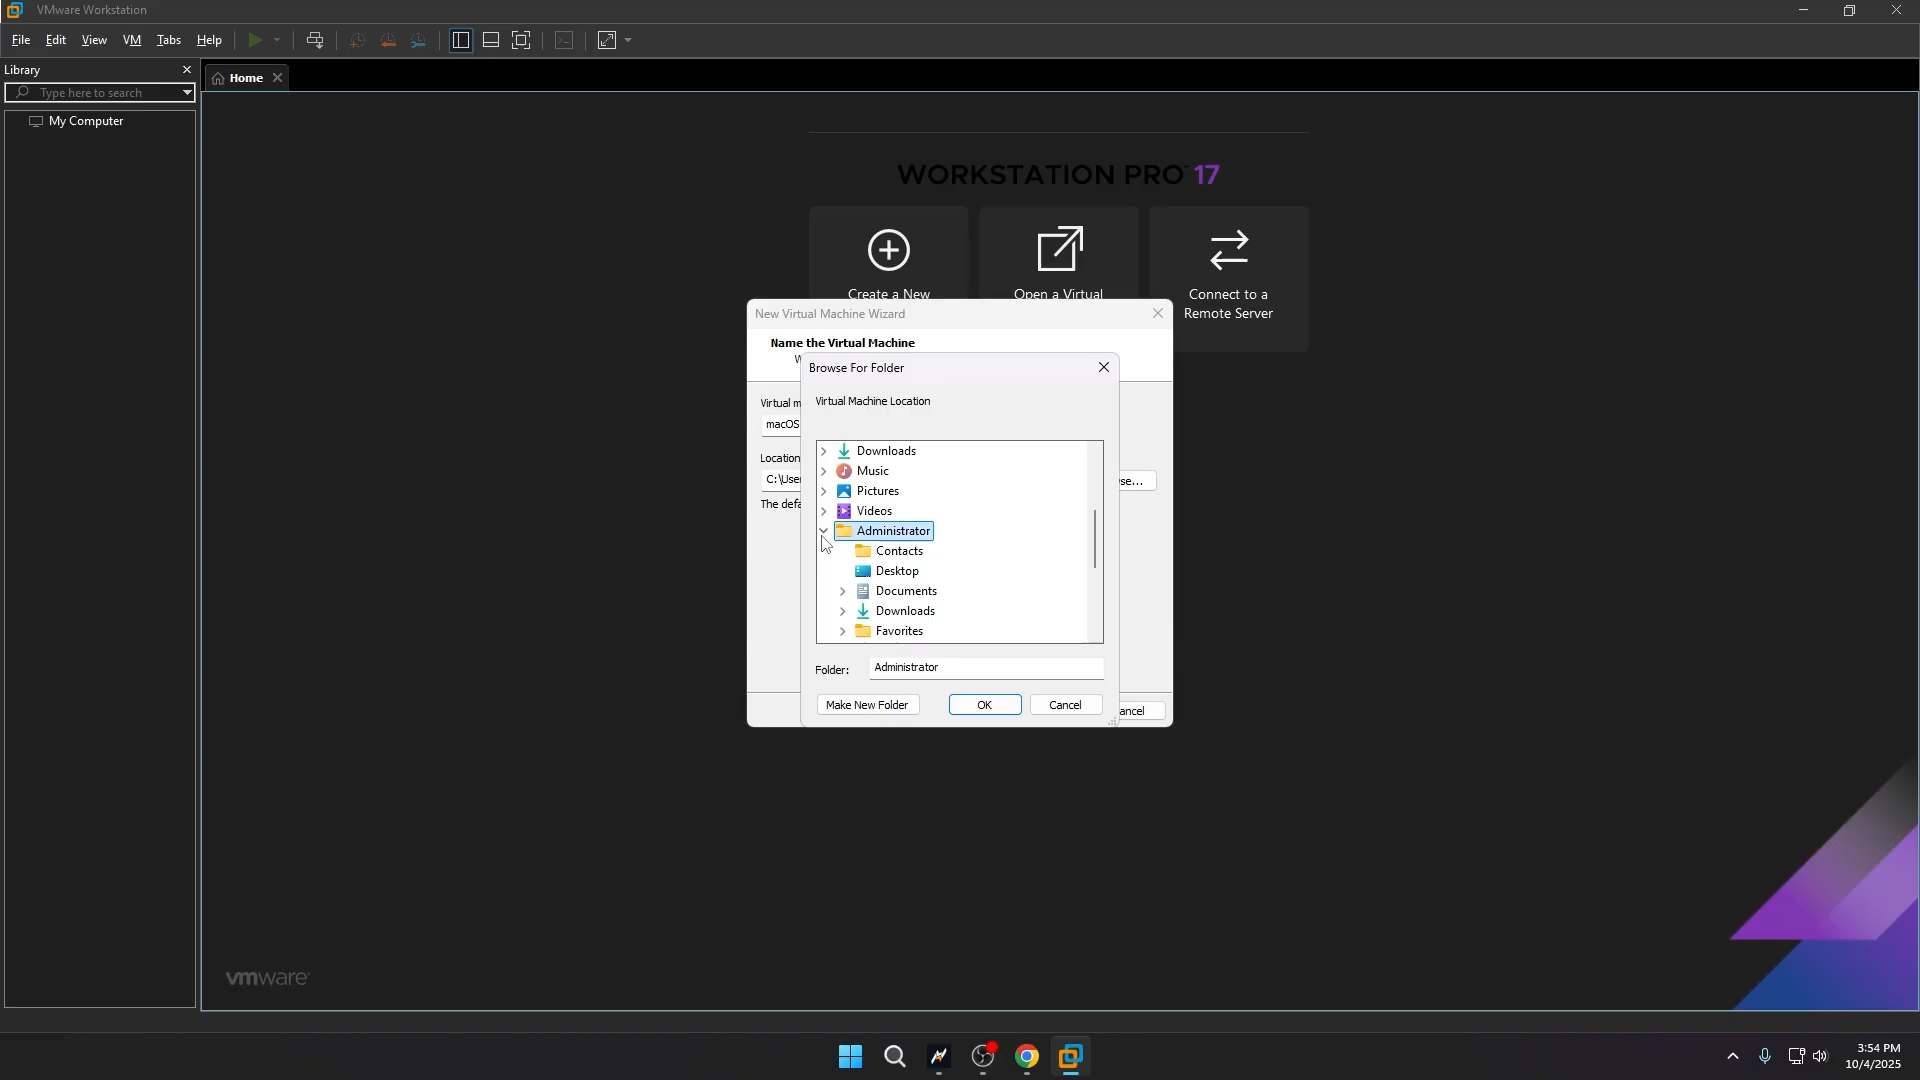 VMware Workstation
File Edit View VM Tabs Help
Library
Type here to search
Home
My Computer
WORKSTATION PRO™ 17
Create a New
Open a Virtual
Connect to a
Remote Server
New Virtual Machine Wizard
Name the Virtual Machine
Browse For Folder
Virtual Machine Location
Virtual m
macOS
Location
C:\User
The defa
se...
Downloads
Music
Pictures
Videos
Administrator
Contacts
Desktop
Documents
Downloads
Favorites
Folder: Administrator
Make New Folder OK Cancel
ancel
vmware
3:54 PM
10/4/2025